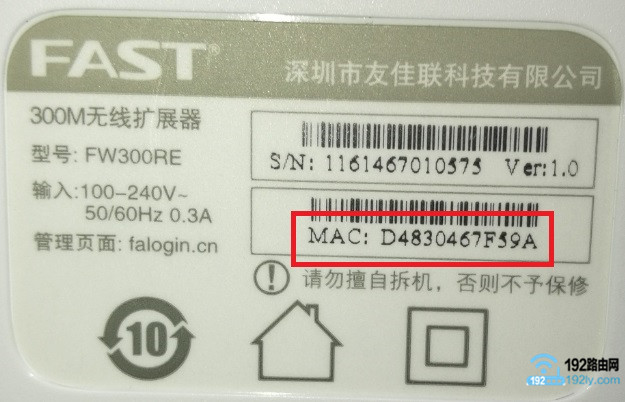 FAST®
深圳市友佳联科技有限公司
300M无线扩展器
型号: FW300RE
输入:100-240V~
50/60Hz 0.3A
管理页面: falogin.cn
S/N: 1161467010575 Ver:1.0
MAC: D4830467F59A
! 请勿擅自拆机，否则不予保修
10
192路由网
192ly.com
192